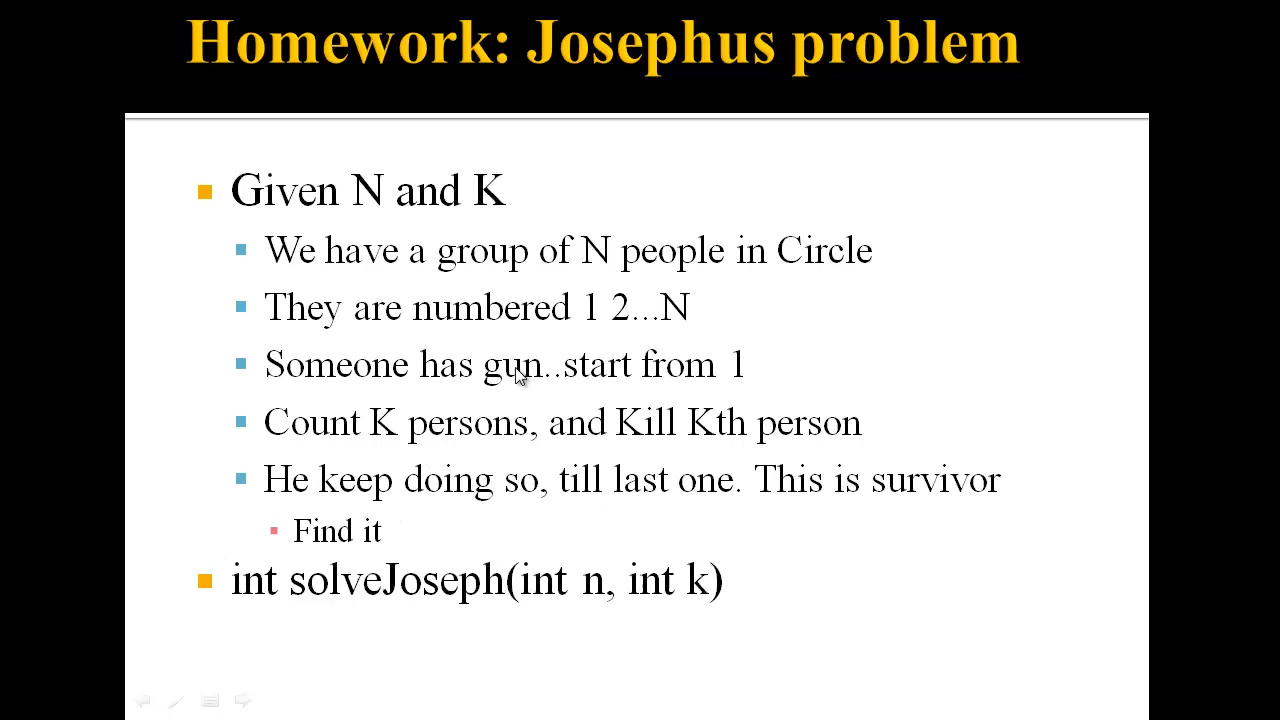 Homework: Josephus problem
Given N and K
We have a group of N people in Circle
They are numbered 1 2...N
Someone has gun..start from 1
Count K persons, and Kill Kth person
He keep doing so, till last one. This is survivor
Find it
int solveJoseph(int n, int k)